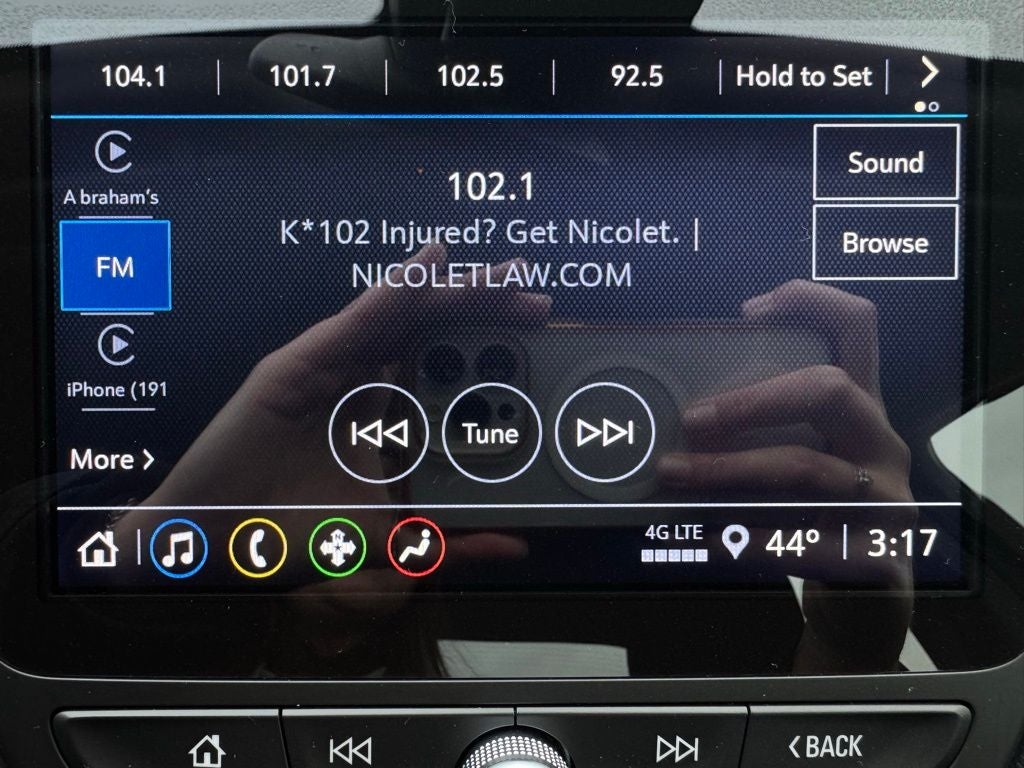 104.1 | 101.7 | 102.5 | 92.5 | Hold to Set |
Abraham's
FM
iPhone (191
More
102.1
K*102 Injured? Get Nicolet. |
NICOLETLAW.COM
Sound
Browse
Tune
4G LTE
44° | 3:17
BACK